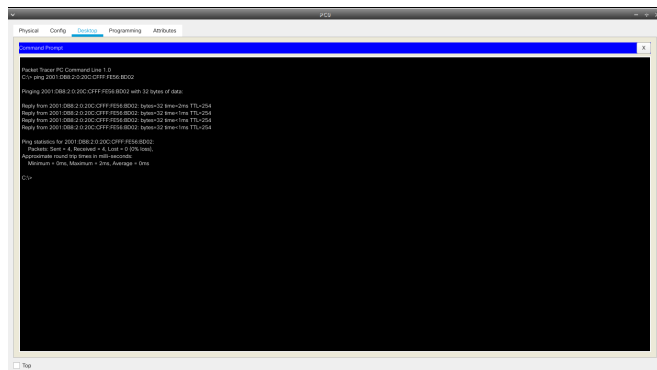 PC0
Physical Config Desktop Programming Attributes
Command Prompt
X
Packet Tracer PC Command Line 1.0
C:\> ping 2001:DB8:2:0:20C:CFFF:FE56:BD02
Pinging 2001:DB8:2:0:20C:CFFF:FE56:BD02 with 32 bytes of data:
Reply from 2001:DB8:2:0:20C:CFFF:FE56:BD02: bytes=32 time=2ms TTL=254
Reply from 2001:DB8:2:0:20C:CFFF:FE56:BD02: bytes=32 time<1ms TTL=254
Reply from 2001:DB8:2:0:20C:CFFF:FE56:BD02: bytes=32 time<1ms TTL=254
Reply from 2001:DB8:2:0:20C:CFFF:FE56:BD02: bytes=32 time<1ms TTL=254
Ping statistics for 2001:DB8:2:0:20C:CFFF:FE56:BD02:
Packets: Sent = 4, Received = 4, Lost = 0 (0% loss),
Approximate round trip times in milli-seconds:
Minimum = 0ms, Maximum = 2ms, Average = 0ms
C:\>
Top